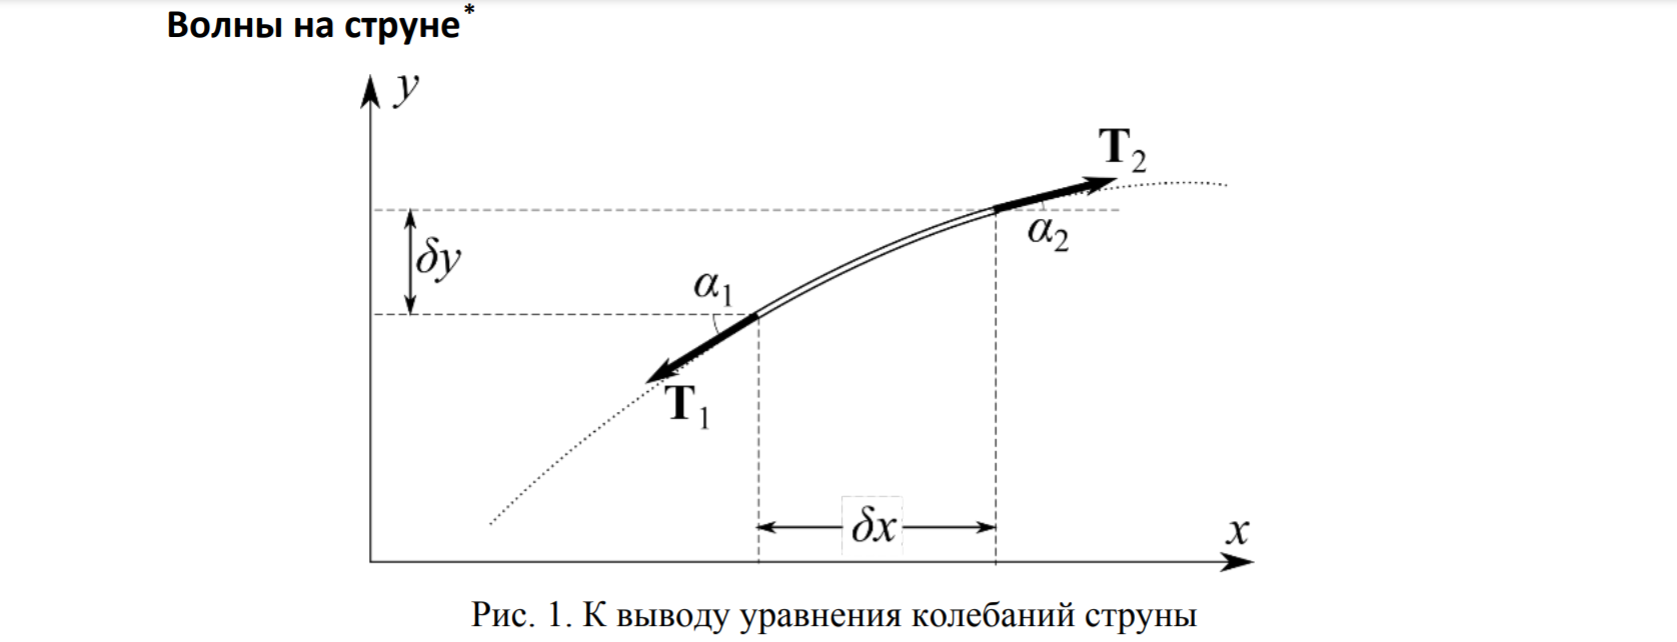 Волны на струне*
y
T₂
α₂
δy
α₁
T₁
δx
x
Рис. 1. К выводу уравнения колебаний струны